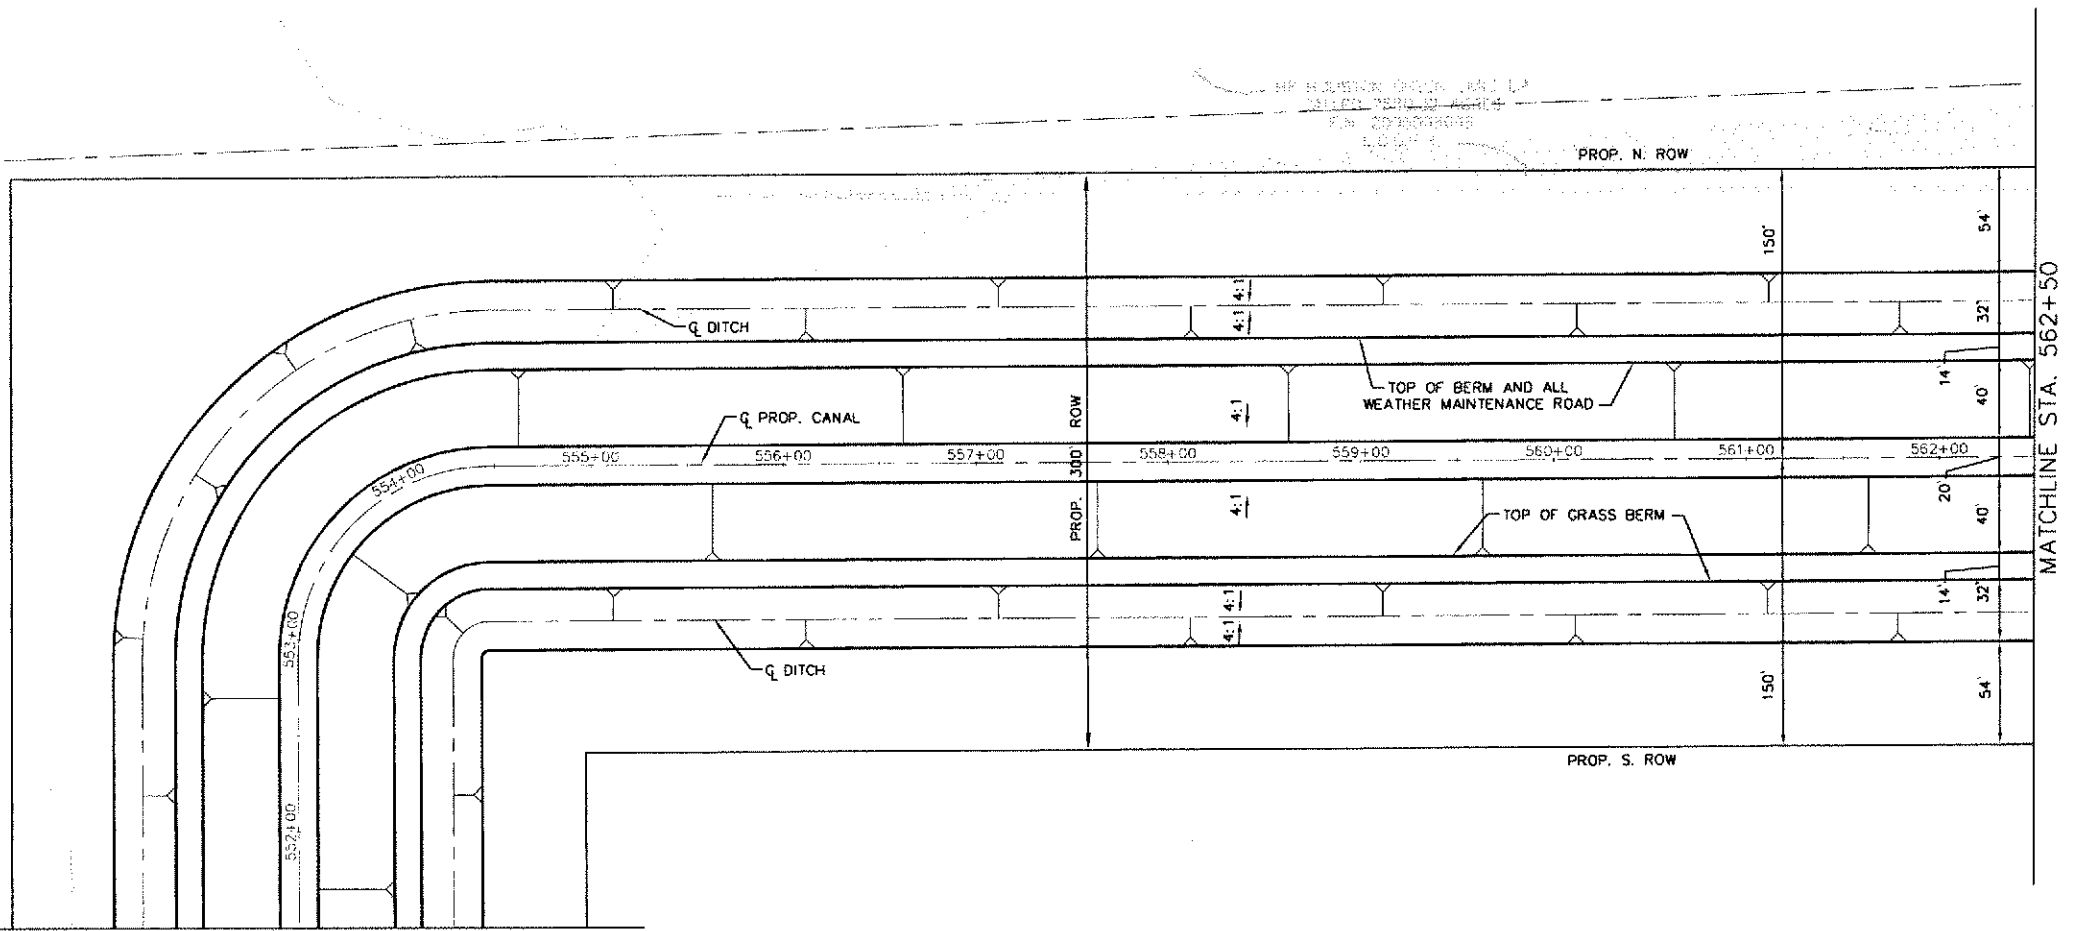 PROP. N. ROW
54'
150'
4:1
4:1
32'
℄ DITCH
14'
TOP OF BERM AND ALL
WEATHER MAINTENANCE ROAD
40'
4:1
PROP. 300' ROW
℄ PROP. CANAL
554+00
555+00
556+00
557+00
558+00
559+00
560+00
561+00
562+00
20'
MATCHLINE STA. 562+50
4:1
TOP OF GRASS BERM
40'
14'
32'
4:1
4:1
553+00
℄ DITCH
150'
54'
PROP. S. ROW
552+00